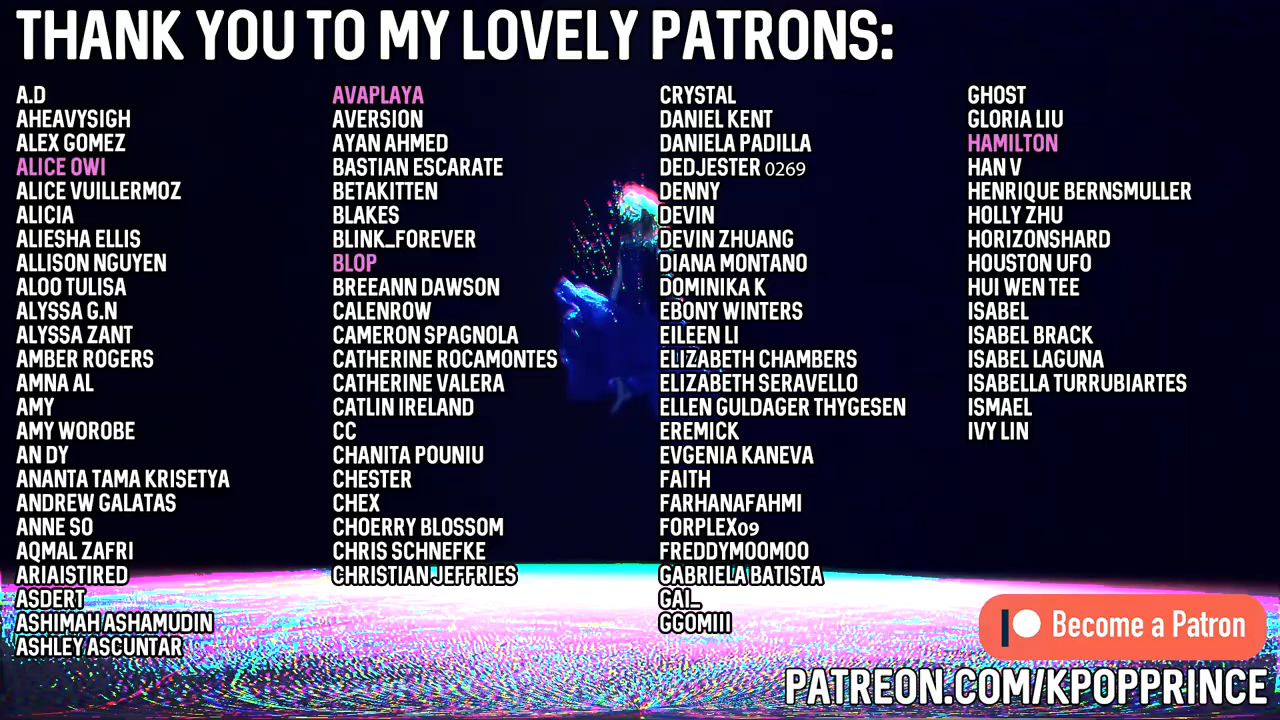 THANK YOU TO MY LOVELY PATRONS:
A.D
AHEAVYSIGH
ALEX GOMEZ
ALICE OWI
ALICE VUILLERMOZ
ALICIA
ALIESHA ELLIS
ALLISON NGUYEN
ALOO TULISA
ALYSSA G.N
ALYSSA ZANT
AMBER ROGERS
AMNA AL
AMY
AMY WOROBE
AN DY
ANANTA TAMA KRISETYA
ANDREW GALATAS
ANNE SO
AQMAL ZAFRI
ARIAISTIRED
ASDERT
ASHIMAH ASHAMUDIN
ASHLEY ASCUNTAR
AVAPLAYA
AVERSION
AYAN AHMED
BASTIAN ESCARATE
BETAKITTEN
BLAKES
BLINK_FOREVER
BLOP
BREEANN DAWSON
CALENROW
CAMERON SPAGNOLA
CATHERINE ROCAMONTES
CATHERINE VALERA
CATLIN IRELAND
CC
CHANITA POUNIU
CHESTER
CHEX
CHOERRY BLOSSOM
CHRIS SCHNEFKE
CHRISTIAN JEFFRIES
CRYSTAL
DANIEL KENT
DANIELA PADILLA
DEDJESTER 0269
DENNY
DEVIN
DEVIN ZHUANG
DIANA MONTANO
DOMINIKA K
EBONY WINTERS
EILEEN LI
ELIZABETH CHAMBERS
ELIZABETH SERAVELLO
ELLEN GULDAGER THYGESEN
EREMICK
EVGENIA KANEVA
FAITH
FARHANAFAHMI
FORPLEX09
FREDDYMOOMOO
GABRIELA BATISTA
GAI_
GGOMIII
GHOST
GLORIA LIU
HAMILTON
HAN V
HENRIQUE BERNSMULLER
HOLLY ZHU
HORIZONSHARD
HOUSTON UFO
HUI WEN TEE
ISABEL
ISABEL BRACK
ISABEL LAGUNA
ISABELLA TURRUBIARTES
ISMAEL
IVY LIN
Become a Patron
PATREON.COM/KPOPPRINCE